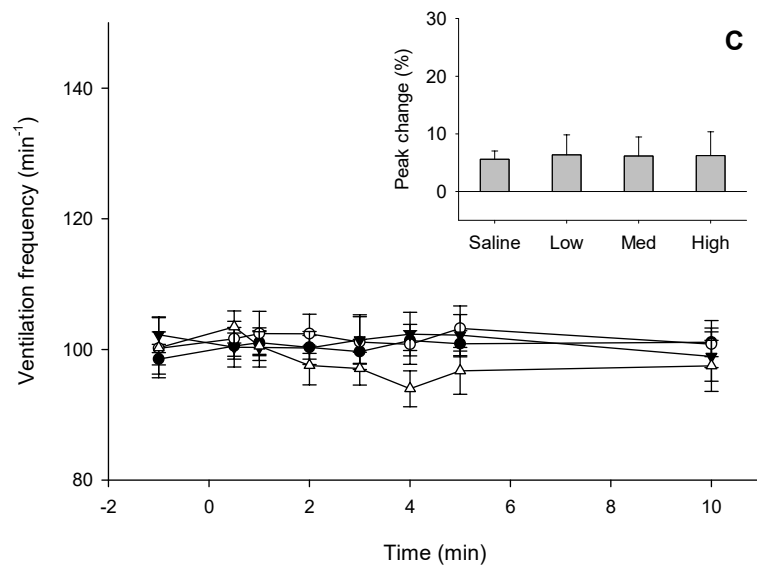 C
30
20
10
0
Peak change (%)
Saline Low Med High
140
120
100
80
Ventilation frequency (min⁻¹)
-2 0 2 4 6 8 10
Time (min)